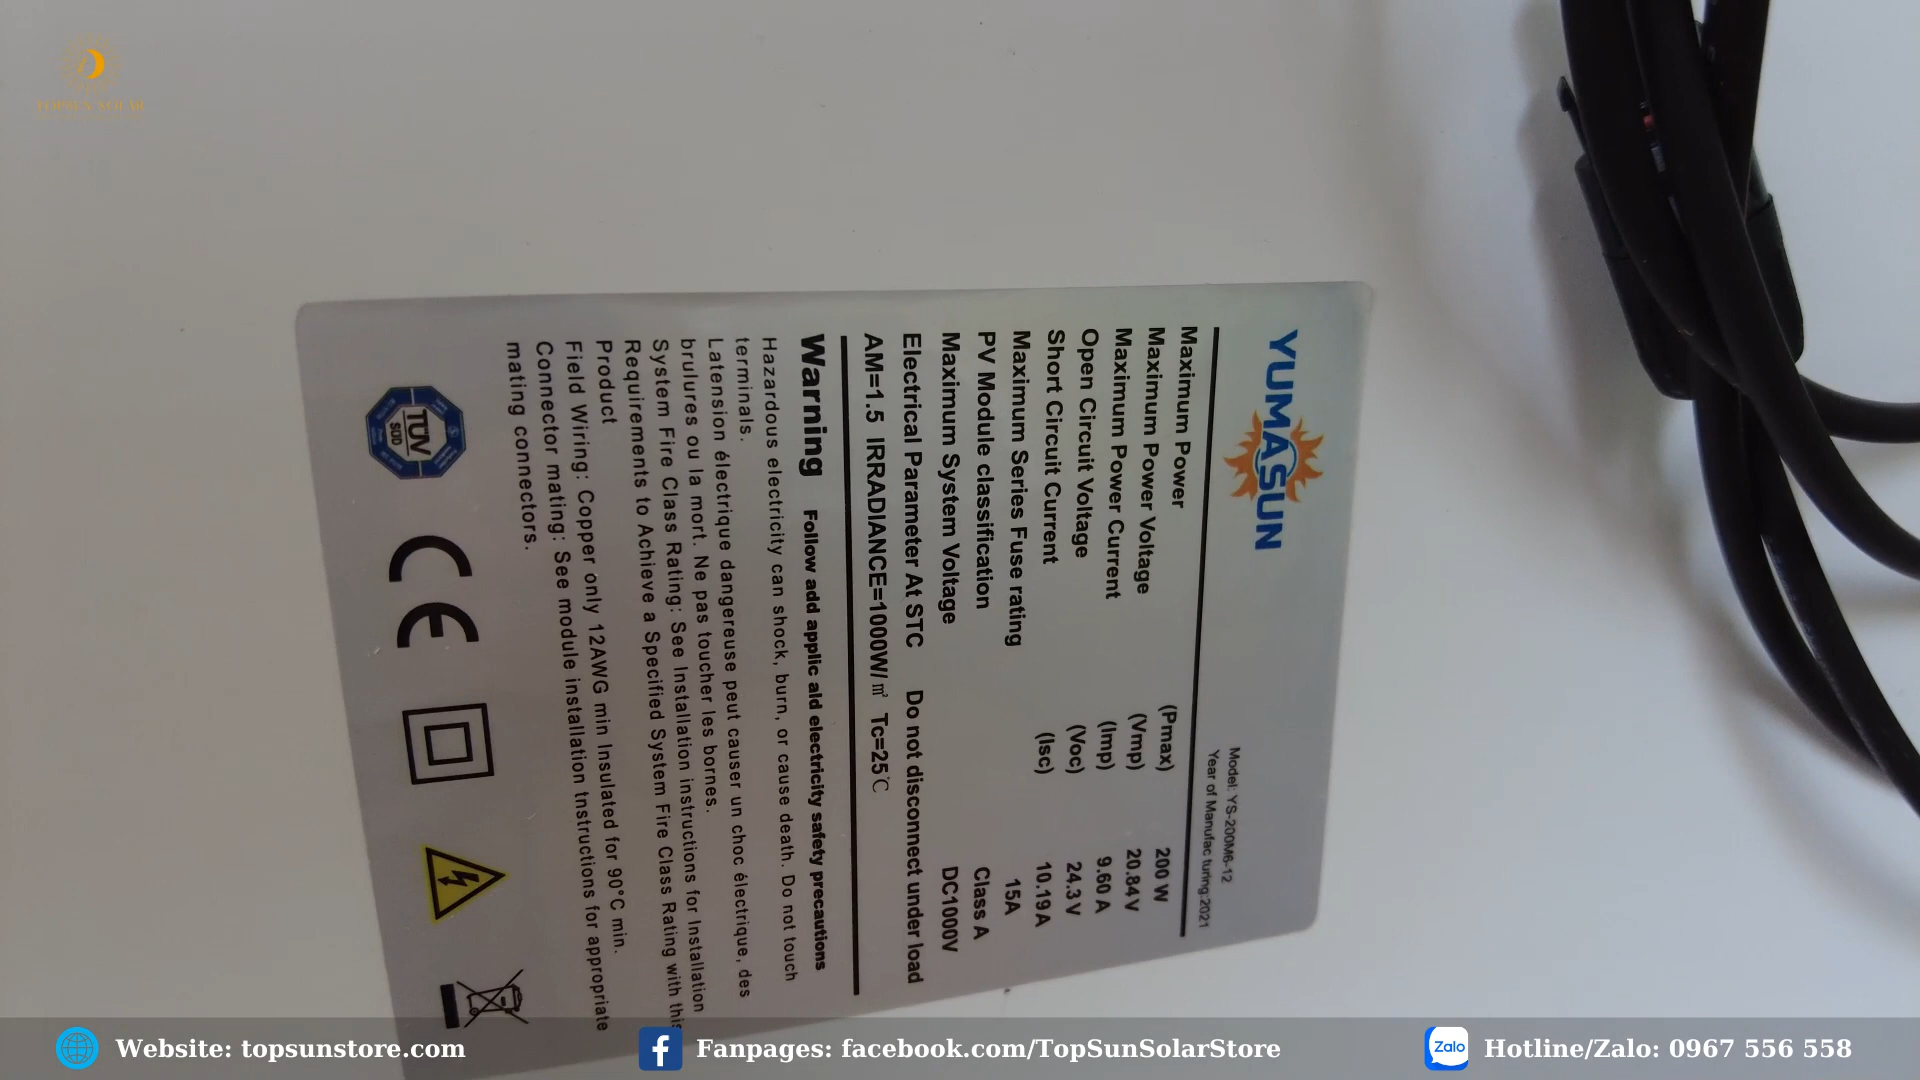 TOPSUN SOLAR
YUMASUN
Model: YS-200M6-12
Year of Manufac turing:2021
Maximum Power (Pmax) 200 W
Maximum Power Voltage (Vmp) 20.84 V
Maximum Power Current (Imp) 9.60 A
Open Circuit Voltage (Voc) 24.3 V
Short Circuit Current (Isc) 10.19 A
Maximum Series Fuse rating 15A
PV Module classification Class A
Maximum System Voltage DC1000V
Electrical Parameter At STC Do not disconnect under load
AM=1.5 IRRADIANCE=1000W/㎡ Tc=25℃
Warning Follow add applic ald electricity safety precautions
Hazardous electricity can shock, burn, or cause death. Do not touch
terminals.
Latension électrique dangereuse peut causer un choc électrique, des
brulures ou la mort. Ne pas toucher les bornes.
System Fire Class Rating: See Installation instructions for Installation
Requirements to Achieve a Specified System Fire Class Rating with this
Product
Field Wiring: Copper only 12AWG min Insulated for 90°C min.
Connector mating: See module installation tnstructions for appropriate
mating connectors.
TÜV
SÜD
CE
Website: topsunstore.com
Fanpages: facebook.com/TopSunSolarStore
Zalo
Hotline/Zalo: 0967 556 558